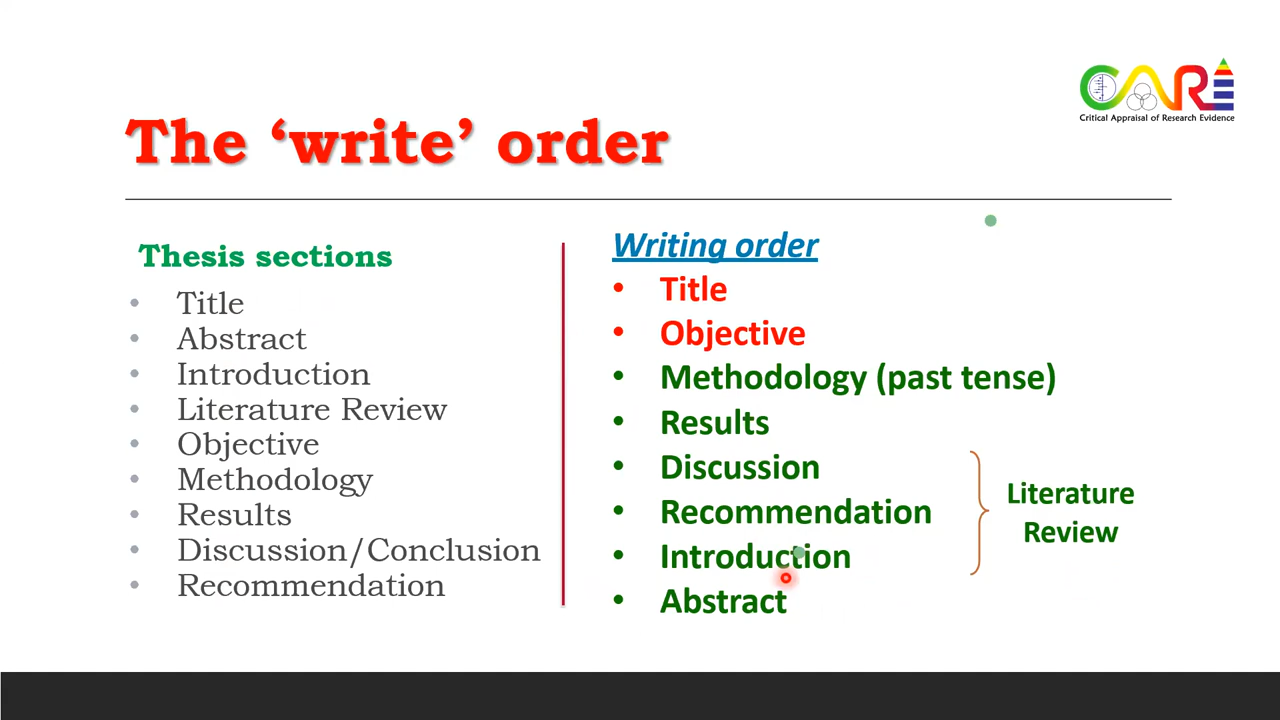 CARE
Critical Appraisal of Research Evidence
The ‘write’ order
Thesis sections
• Title
• Abstract
• Introduction
• Literature Review
• Objective
• Methodology
• Results
• Discussion/Conclusion
• Recommendation
Writing order
• Title
• Objective
• Methodology (past tense)
• Results
• Discussion
• Recommendation
• Introduction
• Abstract
Literature
Review